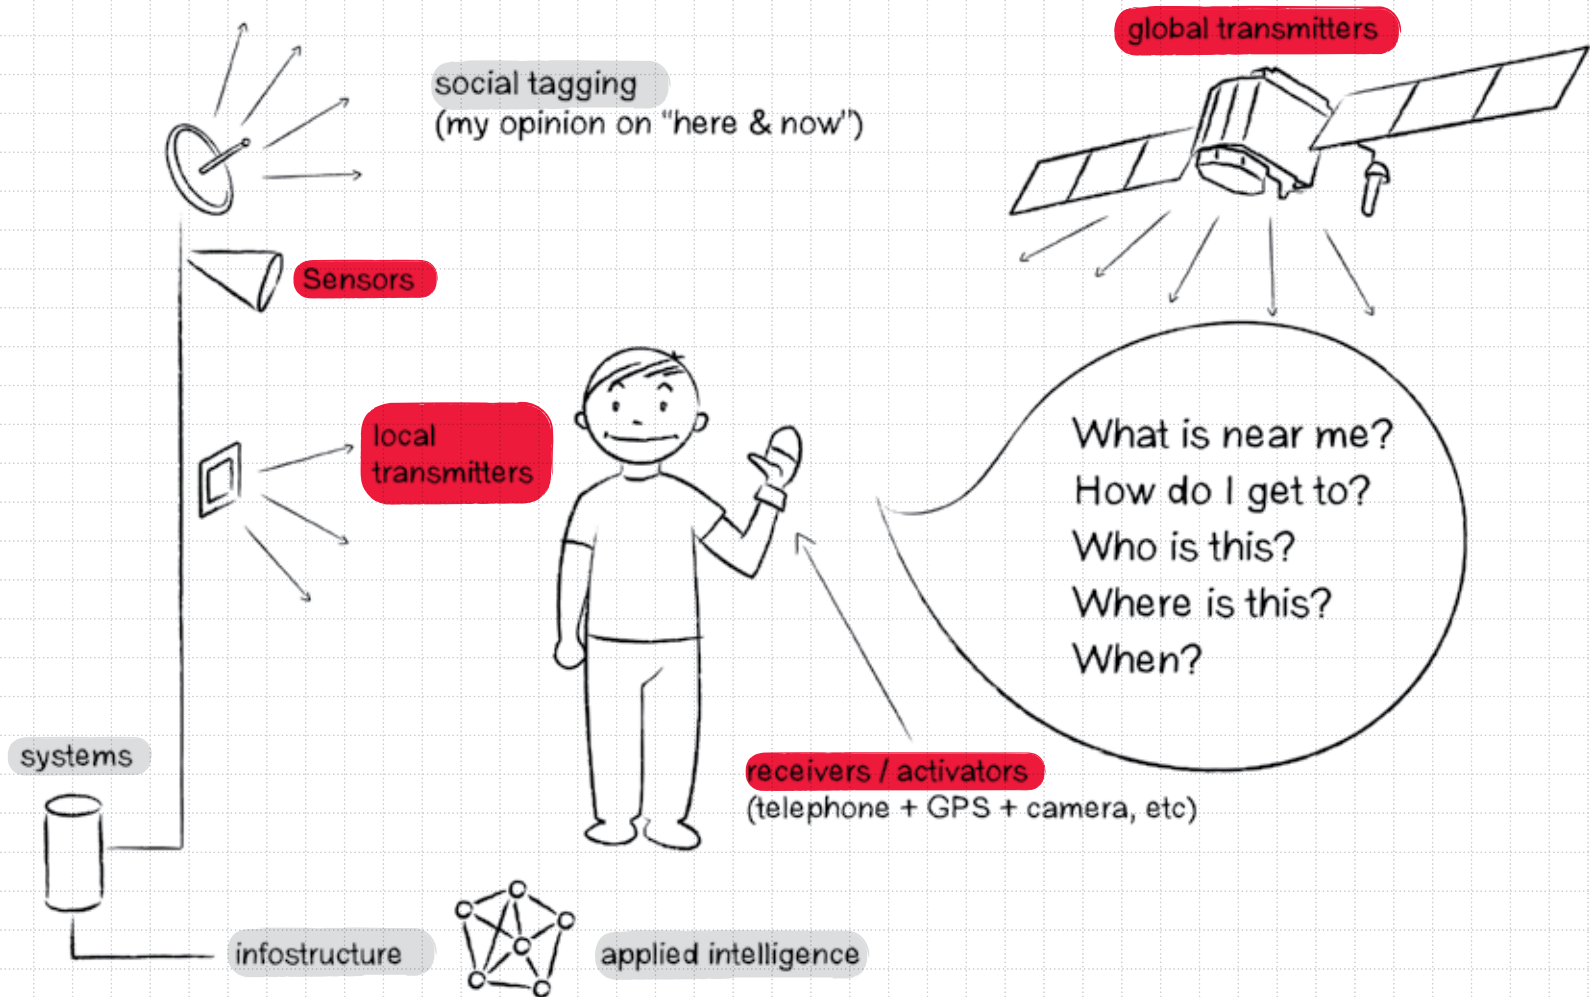 global transmitters
social tagging
(my opinion on "here & now")
Sensors
local
transmitters
What is near me?
How do I get to?
Who is this?
Where is this?
When?
systems
receivers / activators
(telephone + GPS + camera, etc)
infostructure
applied intelligence